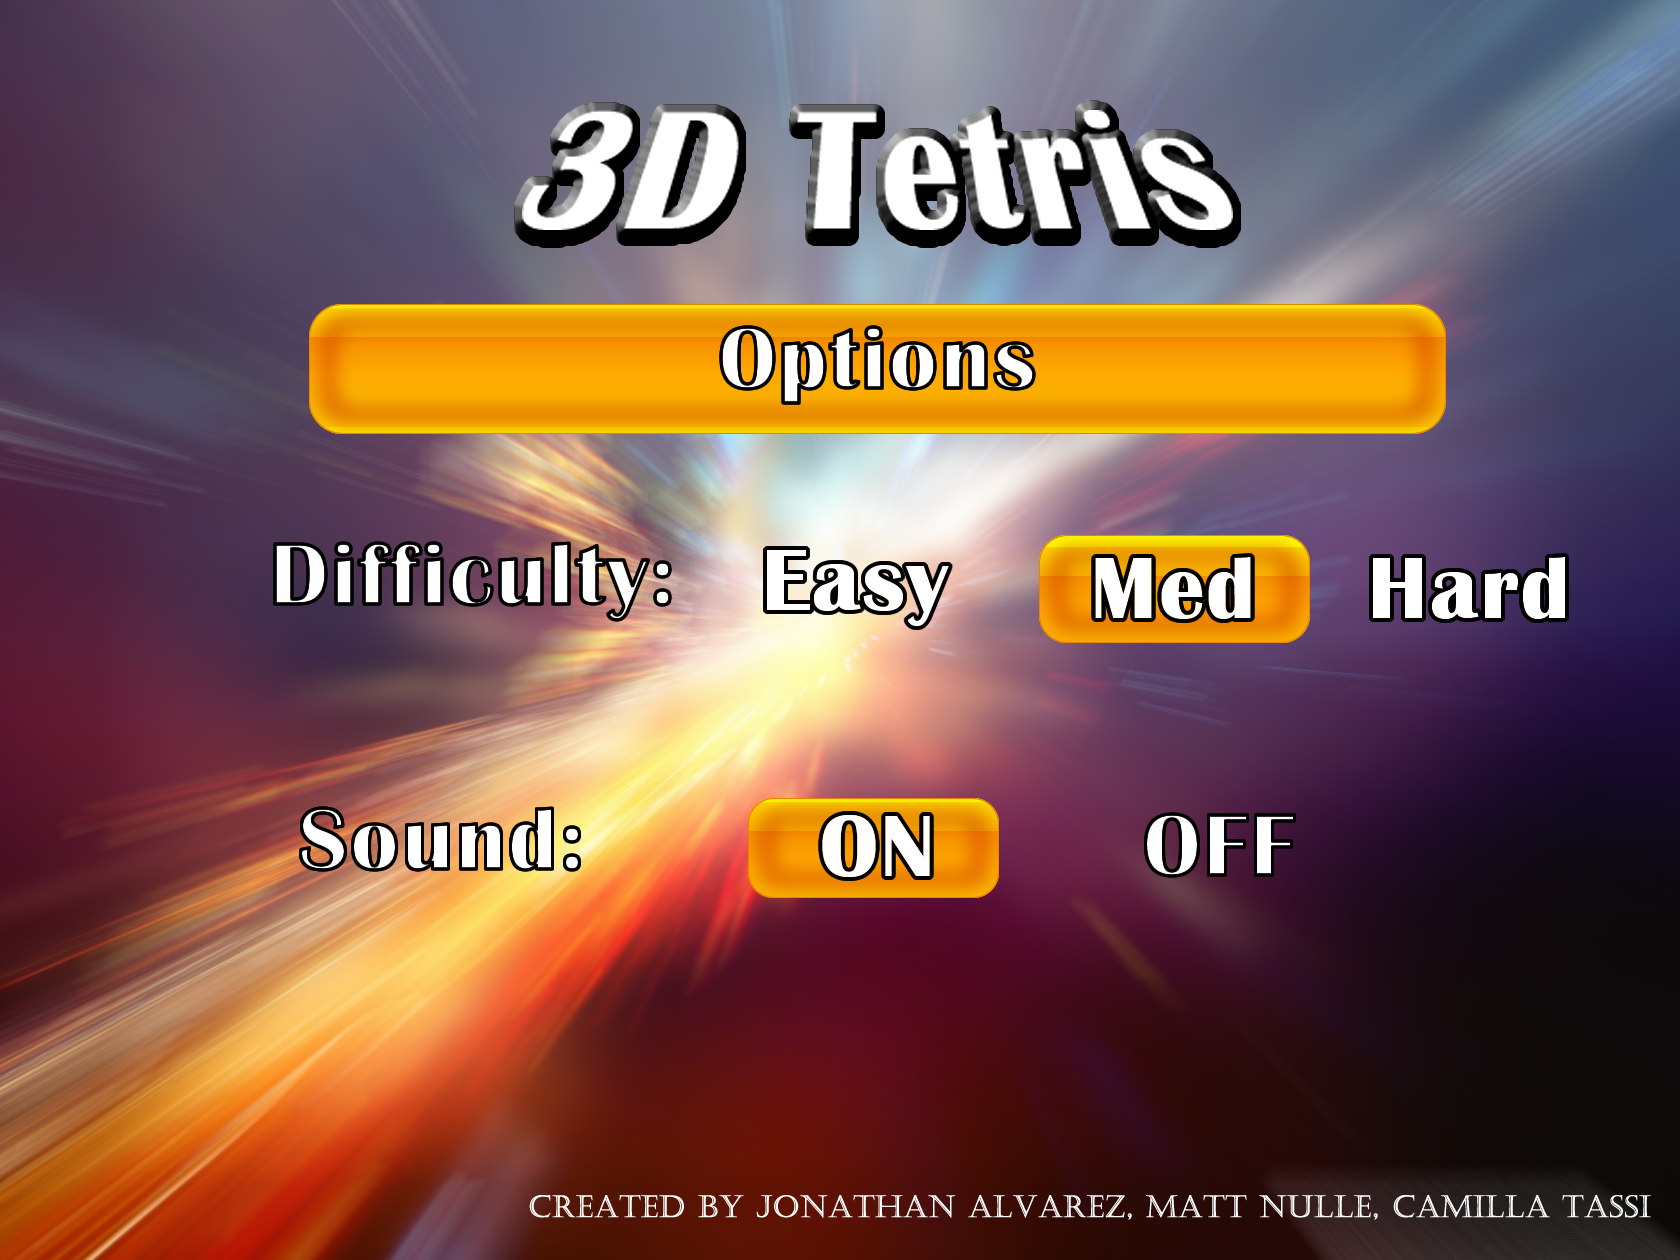 3D Tetris
Options
Difficulty: Easy Med Hard
Sound: ON OFF
CREATED BY JONATHAN ALVAREZ, MATT NULLE, CAMILLA TASSI